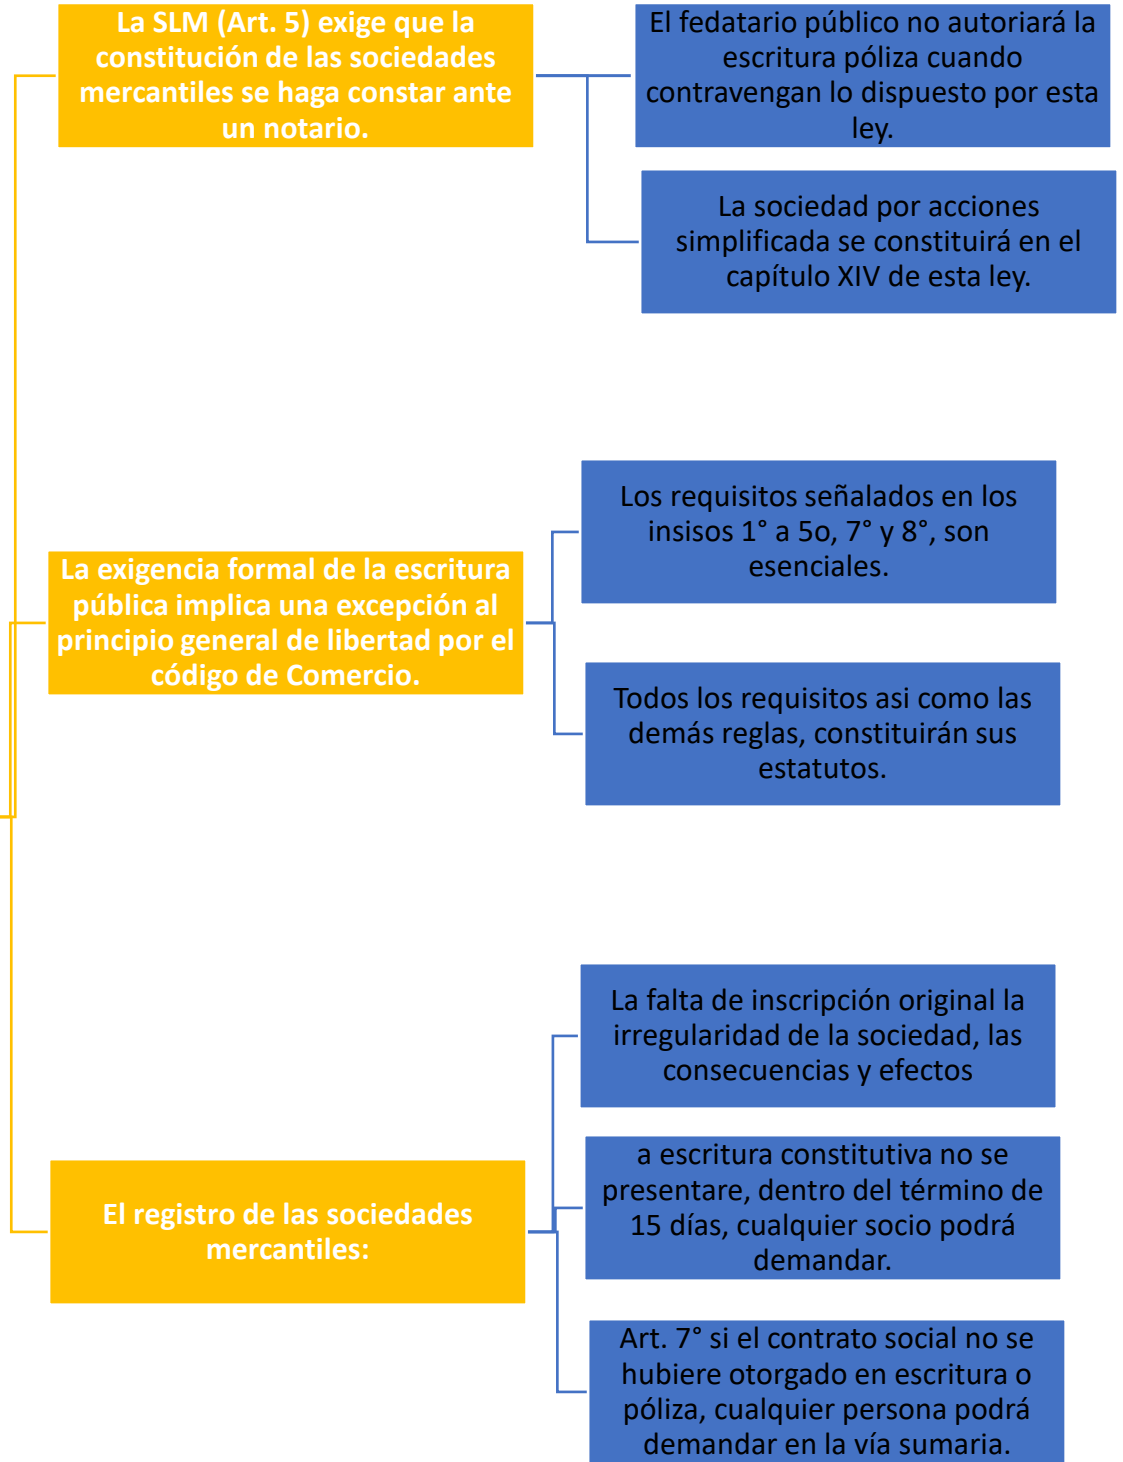 La SLM (Art. 5) exige que la
constitución de las sociedades
mercantiles se haga constar ante
un notario.
El fedatario público no autoriará la
escritura póliza cuando
contravengan lo dispuesto por esta
ley.
La sociedad por acciones
simplificada se constituirá en el
capítulo XIV de esta ley.
La exigencia formal de la escritura
pública implica una excepción al
principio general de libertad por el
código de Comercio.
Los requisitos señalados en los
insisos 1° a 5o, 7° y 8°, son
esenciales.
Todos los requisitos asi como las
demás reglas, constituirán sus
estatutos.
El registro de las sociedades
mercantiles:
La falta de inscripción original la
irregularidad de la sociedad, las
consecuencias y efectos
a escritura constitutiva no se
presentare, dentro del término de
15 días, cualquier socio podrá
demandar.
Art. 7° si el contrato social no se
hubiere otorgado en escritura o
póliza, cualquier persona podrá
demandar en la vía sumaria.